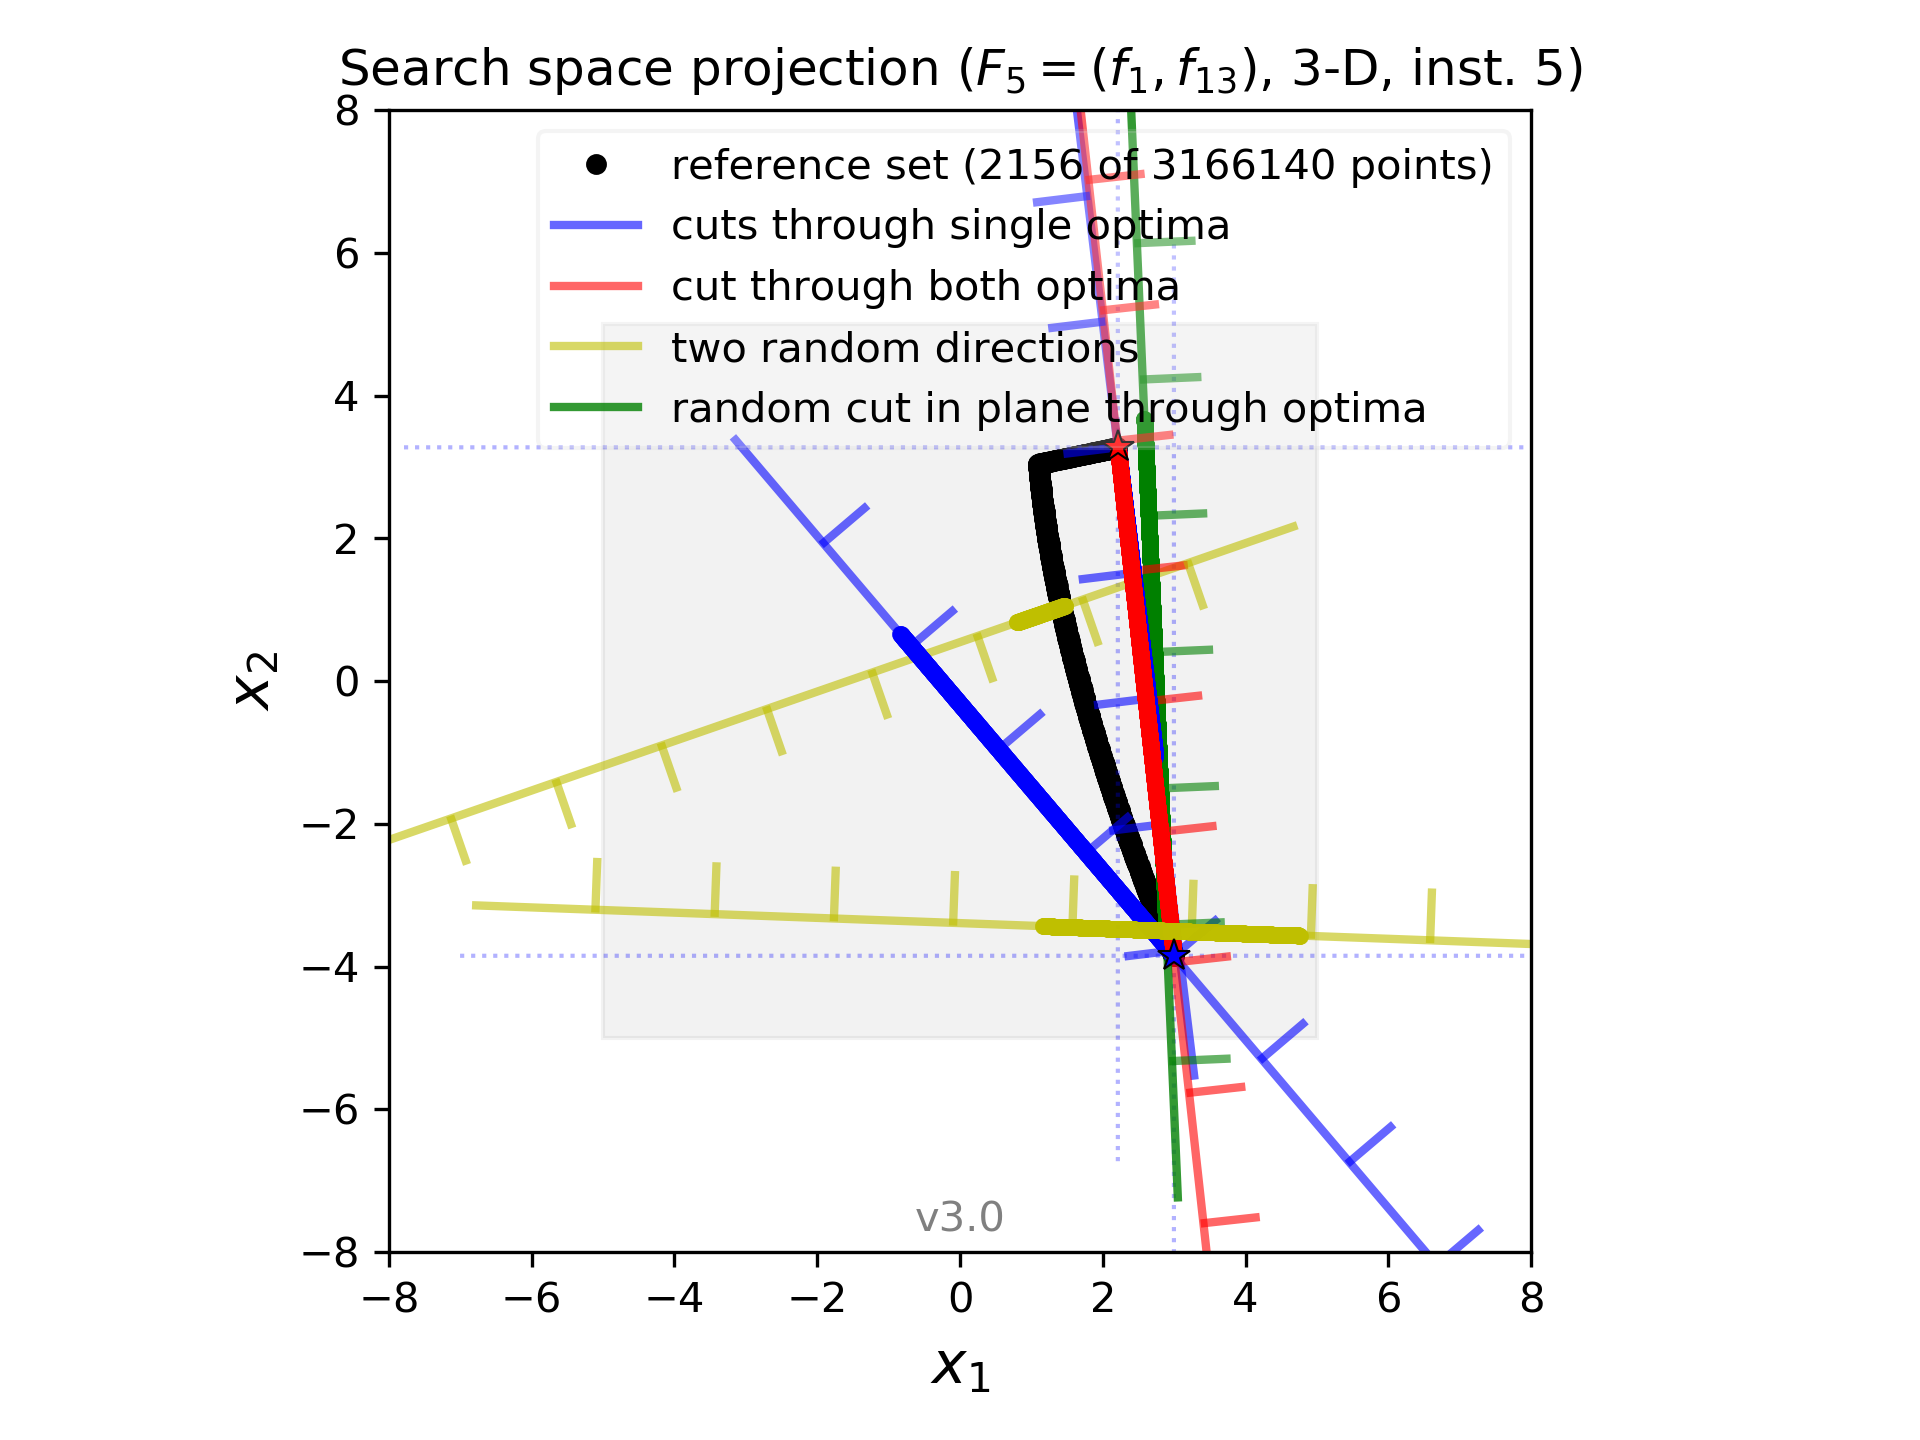 Search space projection (F₅ = (f₁, f₁₃), 3-D, inst. 5)
reference set (2156 of 3166140 points)
cuts through single optima
cut through both optima
two random directions
random cut in plane through optima
8
6
4
2
0
−2
−4
−6
−8
x₂
v3.0
−8 −6 −4 −2 0 2 4 6 8
x₁